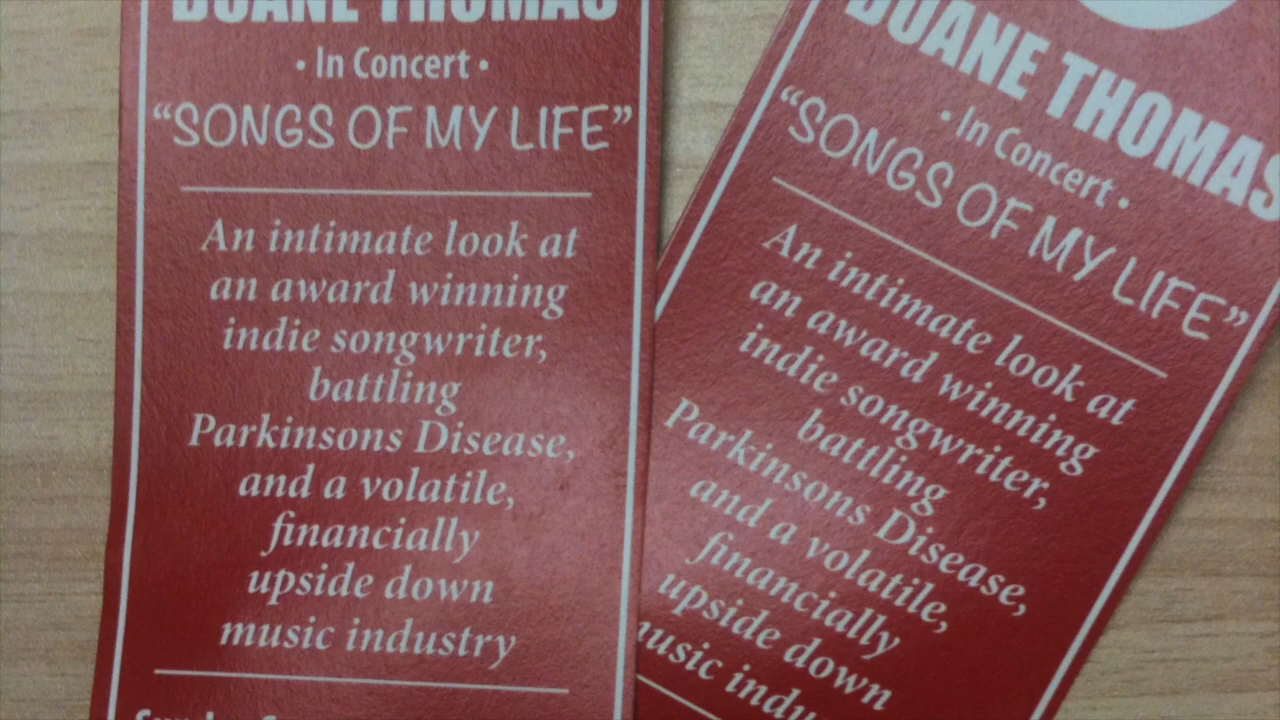 DUANE THOMAS
· In Concert ·
“SONGS OF MY LIFE”
An intimate look at
an award winning
indie songwriter,
battling
Parkinsons Disease,
and a volatile,
financially
upside down
music industry
DUANE THOMAS
· In Concert ·
“SONGS OF MY LIFE”
An intimate look at
an award winning
indie songwriter,
battling
Parkinsons Disease,
and a volatile,
financially
upside down
music